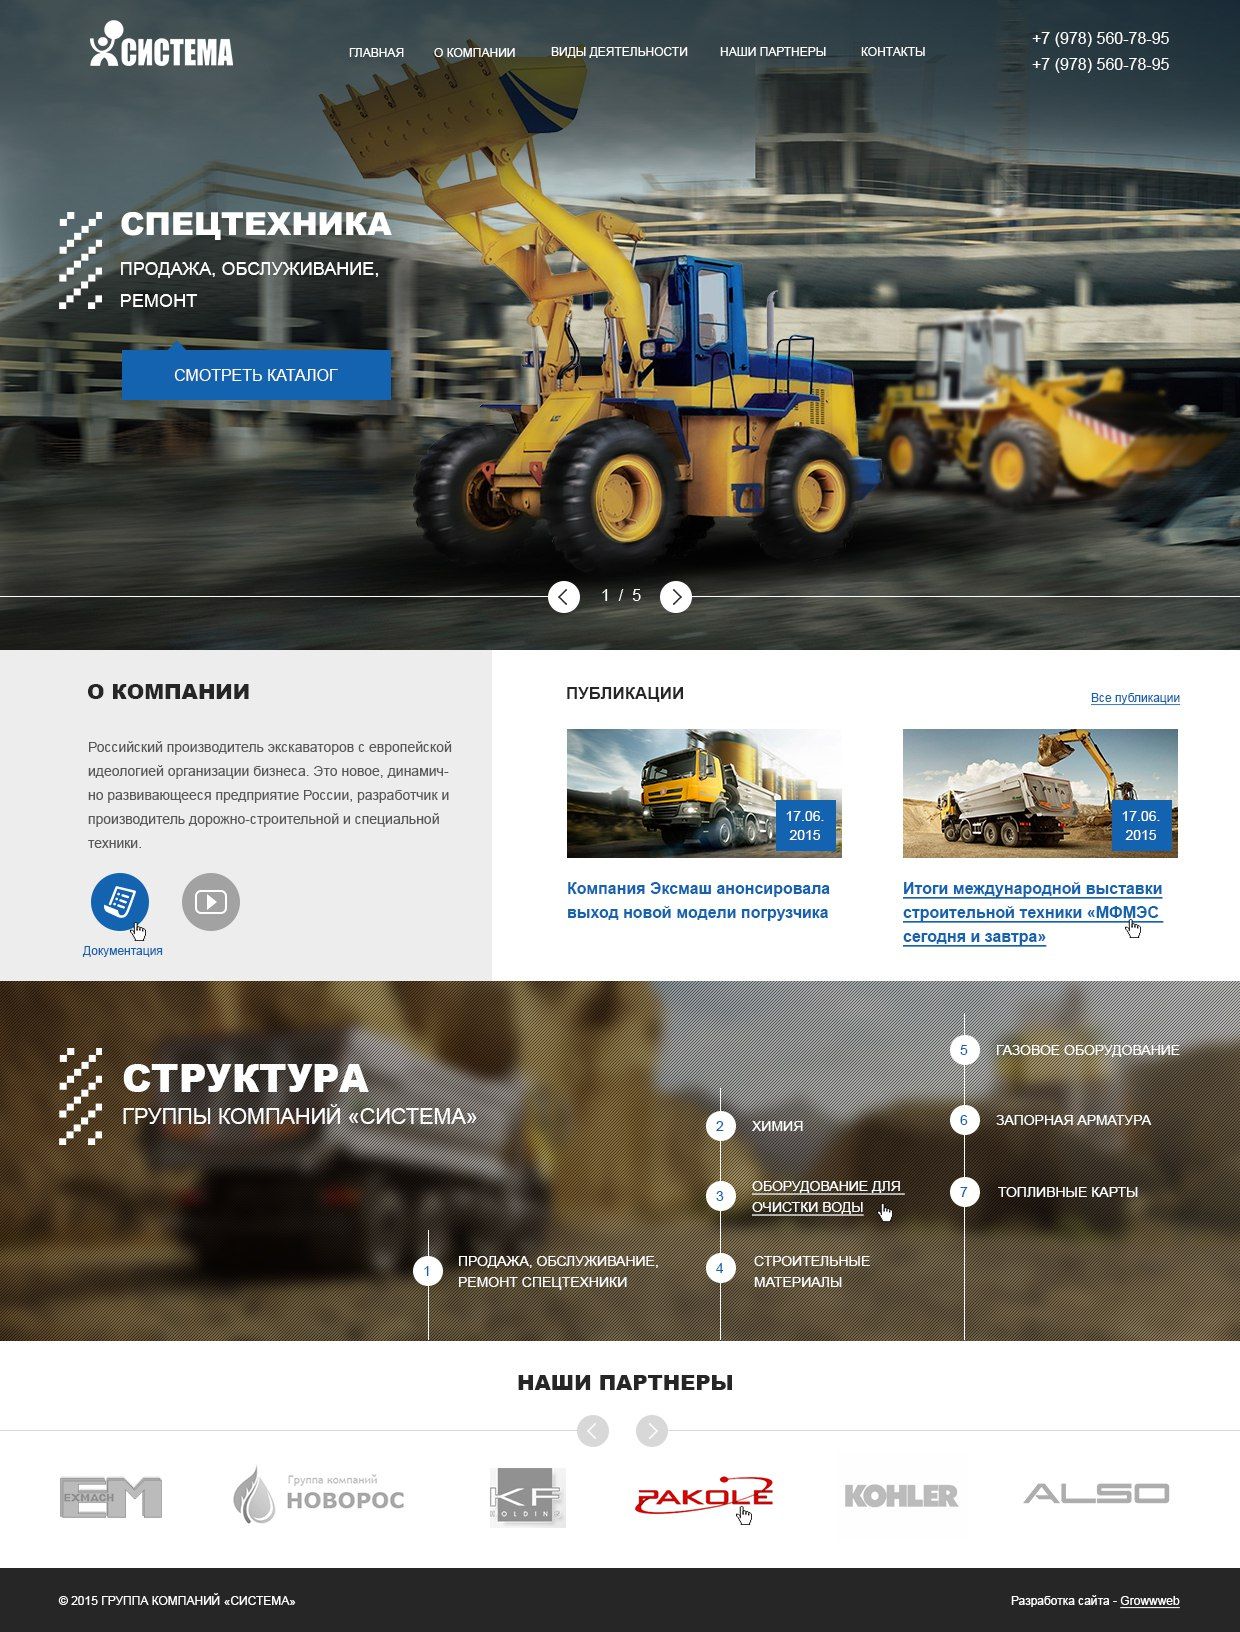 СИСТЕМА
ГЛАВНАЯ
О КОМПАНИИ
ВИДЫ ДЕЯТЕЛЬНОСТИ
НАШИ ПАРТНЕРЫ
КОНТАКТЫ
+7 (978) 560-78-95
+7 (978) 560-78-95
СПЕЦТЕХНИКА
ПРОДАЖА, ОБСЛУЖИВАНИЕ,
РЕМОНТ
СМОТРЕТЬ КАТАЛОГ
1 / 5
О КОМПАНИИ
Российский производитель экскаваторов с европейской
идеологией организации бизнеса. Это новое, динамич-
но развивающееся предприятие России, разработчик и
производитель дорожно-строительной и специальной
техники.
Документация
ПУБЛИКАЦИИ
Все публикации
17.06.
2015
Компания Эксмаш анонсировала
выход новой модели погрузчика
17.06.
2015
Итоги международной выставки
строительной техники «МФМЭС
сегодня и завтра»
СТРУКТУРА
ГРУППЫ КОМПАНИЙ «СИСТЕМА»
1
ПРОДАЖА, ОБСЛУЖИВАНИЕ,
РЕМОНТ СПЕЦТЕХНИКИ
2
ХИМИЯ
3
ОБОРУДОВАНИЕ ДЛЯ
ОЧИСТКИ ВОДЫ
4
СТРОИТЕЛЬНЫЕ
МАТЕРИАЛЫ
5
ГАЗОВОЕ ОБОРУДОВАНИЕ
6
ЗАПОРНАЯ АРМАТУРА
7
ТОПЛИВНЫЕ КАРТЫ
НАШИ ПАРТНЕРЫ
EM
EXMACH
Группа компаний
НОВОРОС
KF
HOLDING
PAKOLE
KOHLER
ALSO
© 2015 ГРУППА КОМПАНИЙ «СИСТЕМА»
Разработка сайта - Growwweb